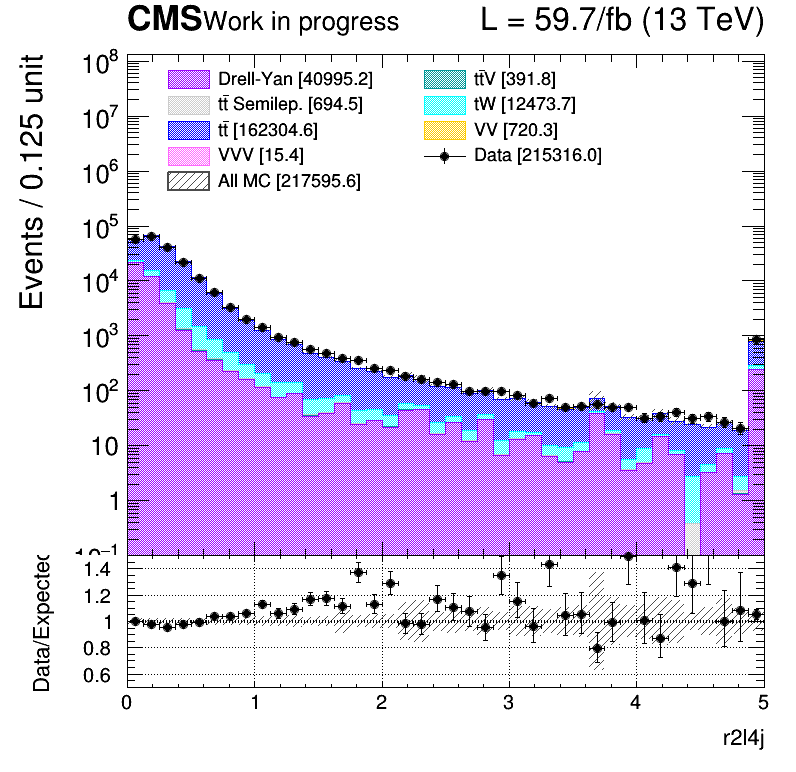 CMS Work in progress L = 59.7/fb (13 TeV)
Events / 0.125 unit
10⁸
10⁷
10⁶
10⁵
10⁴
10³
10²
10
1
10⁻¹
Drell-Yan [40995.2]
tt̄ Semilep. [694.5]
tt̄ [162304.6]
VVV [15.4]
All MC [217595.6]
tt̄V [391.8]
tW [12473.7]
VV [720.3]
Data [215316.0]
Data/Expected
1.4
1.2
1
0.8
0.6
0 1 2 3 4 5
r2l4j